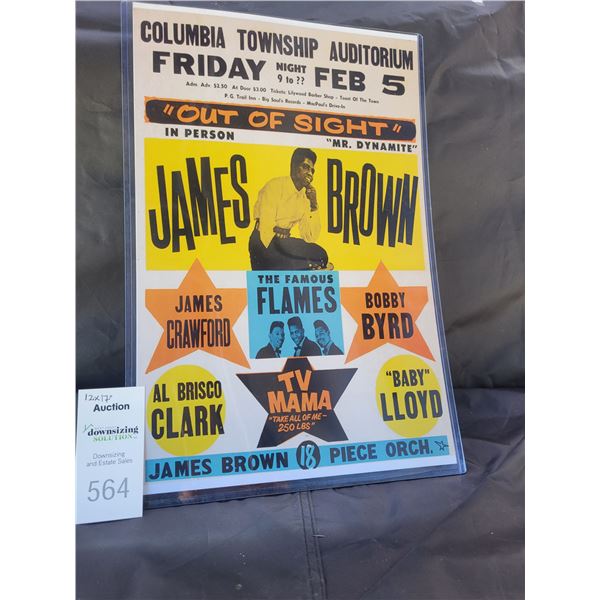 COLUMBIA TOWNSHIP AUDITORIUM
FRIDAY NIGHT 9 to ?? FEB 5
Adm Adv $2.50 At Door $3.00 Tickets: Lilywood Barber Shop - Toast Of The Town
P.G. Trail Inn - Big Saul's Records - MacPaul's Drive-In
"OUT OF SIGHT"
IN PERSON "MR. DYNAMITE"
JAMES BROWN
THE FAMOUS
FLAMES
JAMES
CRAWFORD
BOBBY
BYRD
AL BRISCO
CLARK
TV
MAMA
"TAKE ALL OF ME-
250 LBS"
"BABY"
LLOYD
JAMES BROWN 18 PIECE ORCH.
12x17
Auction
downsizing
SOLUTION
Downsizing
and Estate Sales
564